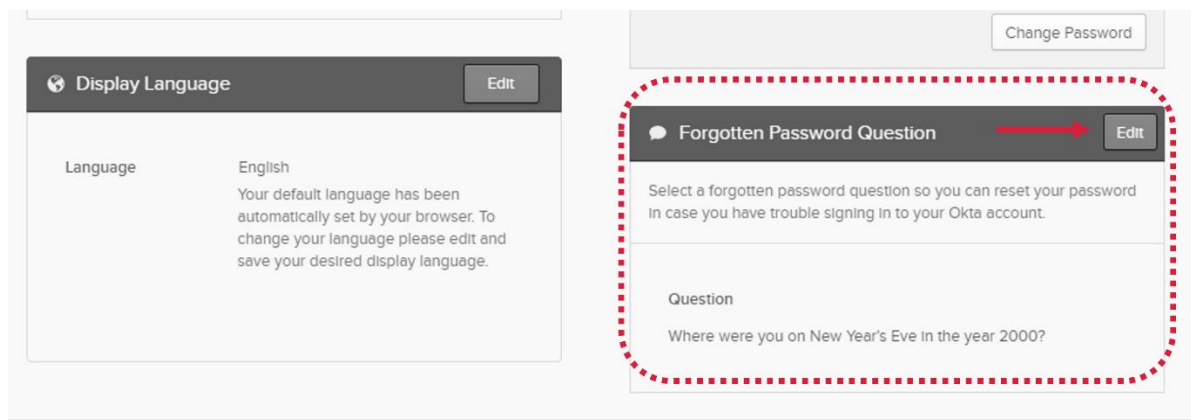 Change Password
Display Language
Edit
Language
English
Your default language has been
automatically set by your browser. To
change your language please edit and
save your desired display language.
Forgotten Password Question
Edit
Select a forgotten password question so you can reset your password
in case you have trouble signing in to your Okta account.
Question
Where were you on New Year's Eve in the year 2000?